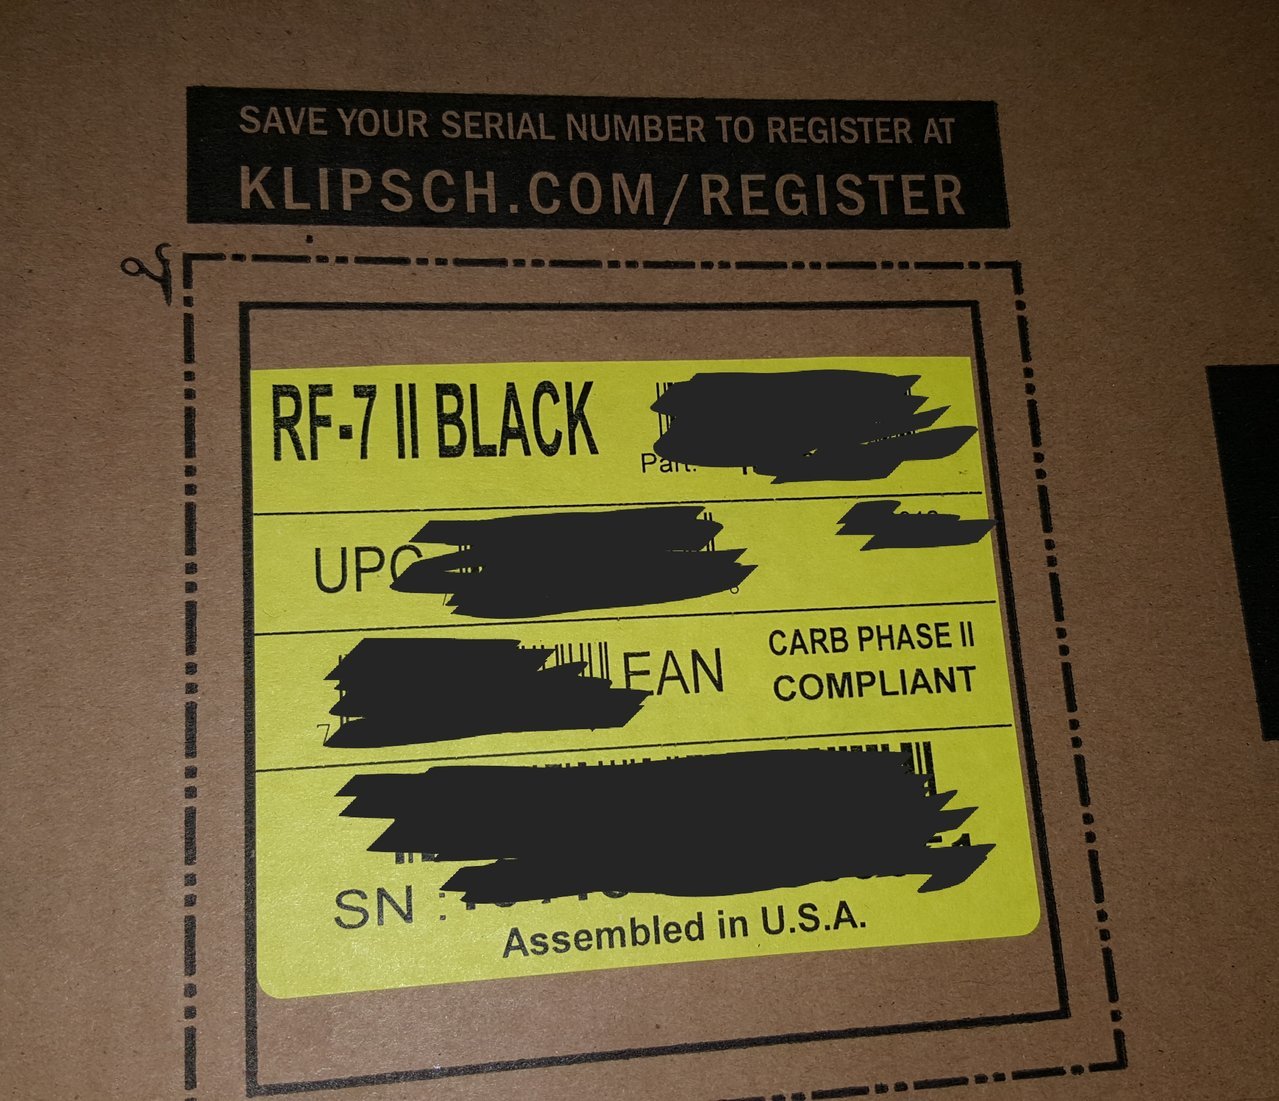 SAVE YOUR SERIAL NUMBER TO REGISTER AT
KLIPSCH.COM/REGISTER
RF-7 II BLACK
Part:
UPC
EAN
CARB PHASE II
COMPLIANT
SN :
Assembled in U.S.A.